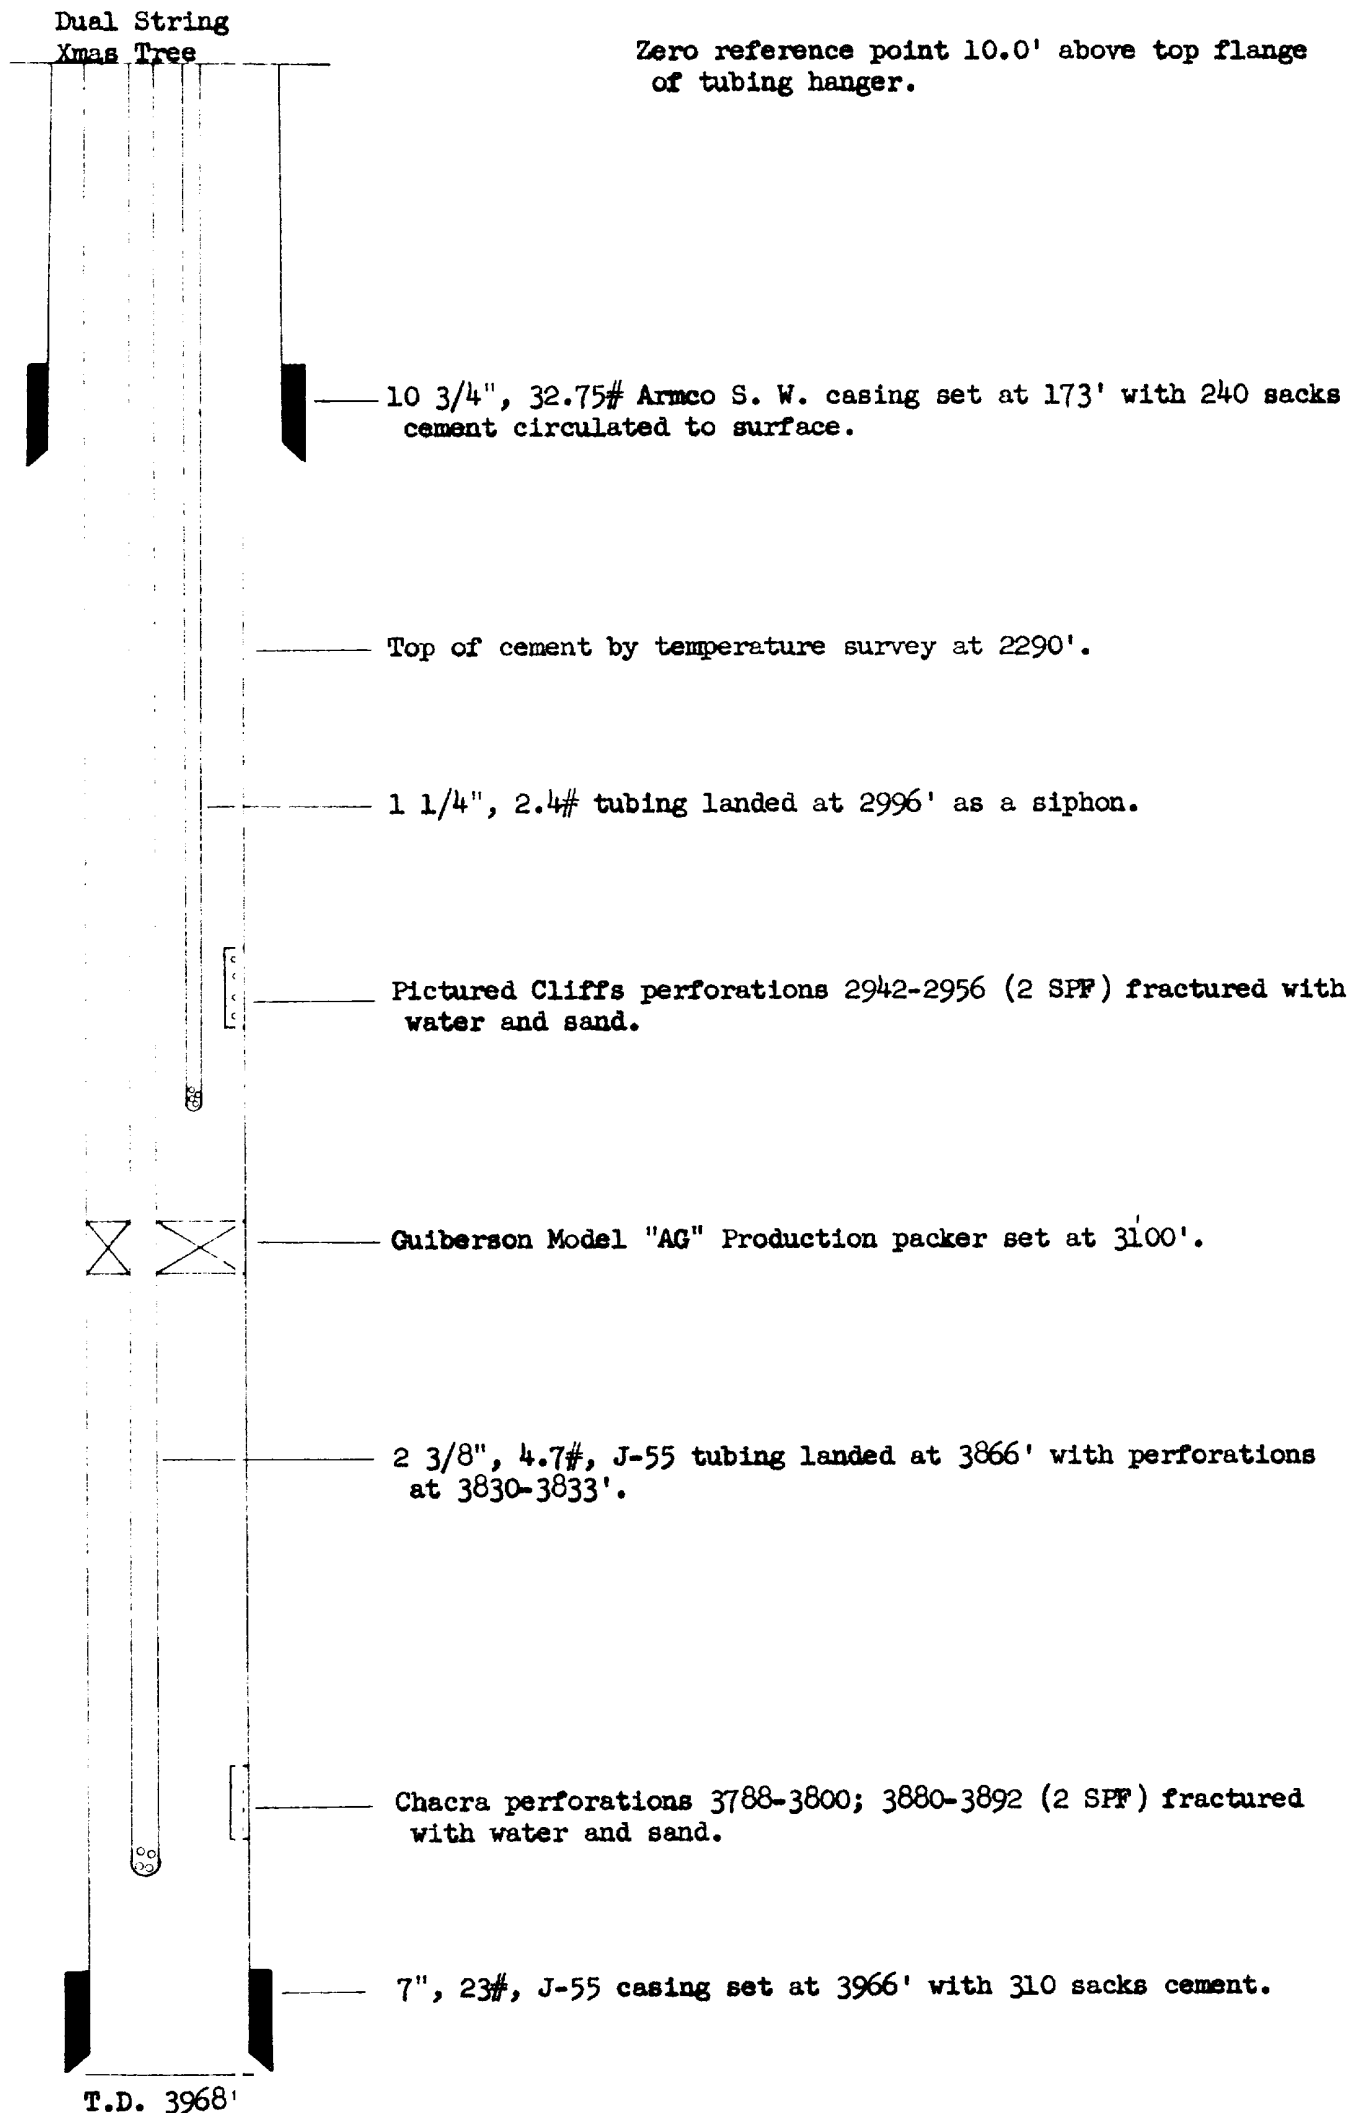 Dual String
Xmas Tree
Zero reference point 10.0' above top flange
of tubing hanger.
10 3/4", 32.75# Armco S. W. casing set at 173' with 240 sacks
cement circulated to surface.
Top of cement by temperature survey at 2290'.
1 1/4", 2.4# tubing landed at 2996' as a siphon.
Pictured Cliffs perforations 2942-2956 (2 SPF) fractured with
water and sand.
Guiberson Model "AG" Production packer set at 3100'.
2 3/8", 4.7#, J-55 tubing landed at 3866' with perforations
at 3830-3833'.
Chacra perforations 3788-3800; 3880-3892 (2 SPF) fractured
with water and sand.
7", 23#, J-55 casing set at 3966' with 310 sacks cement.
T.D. 3968'